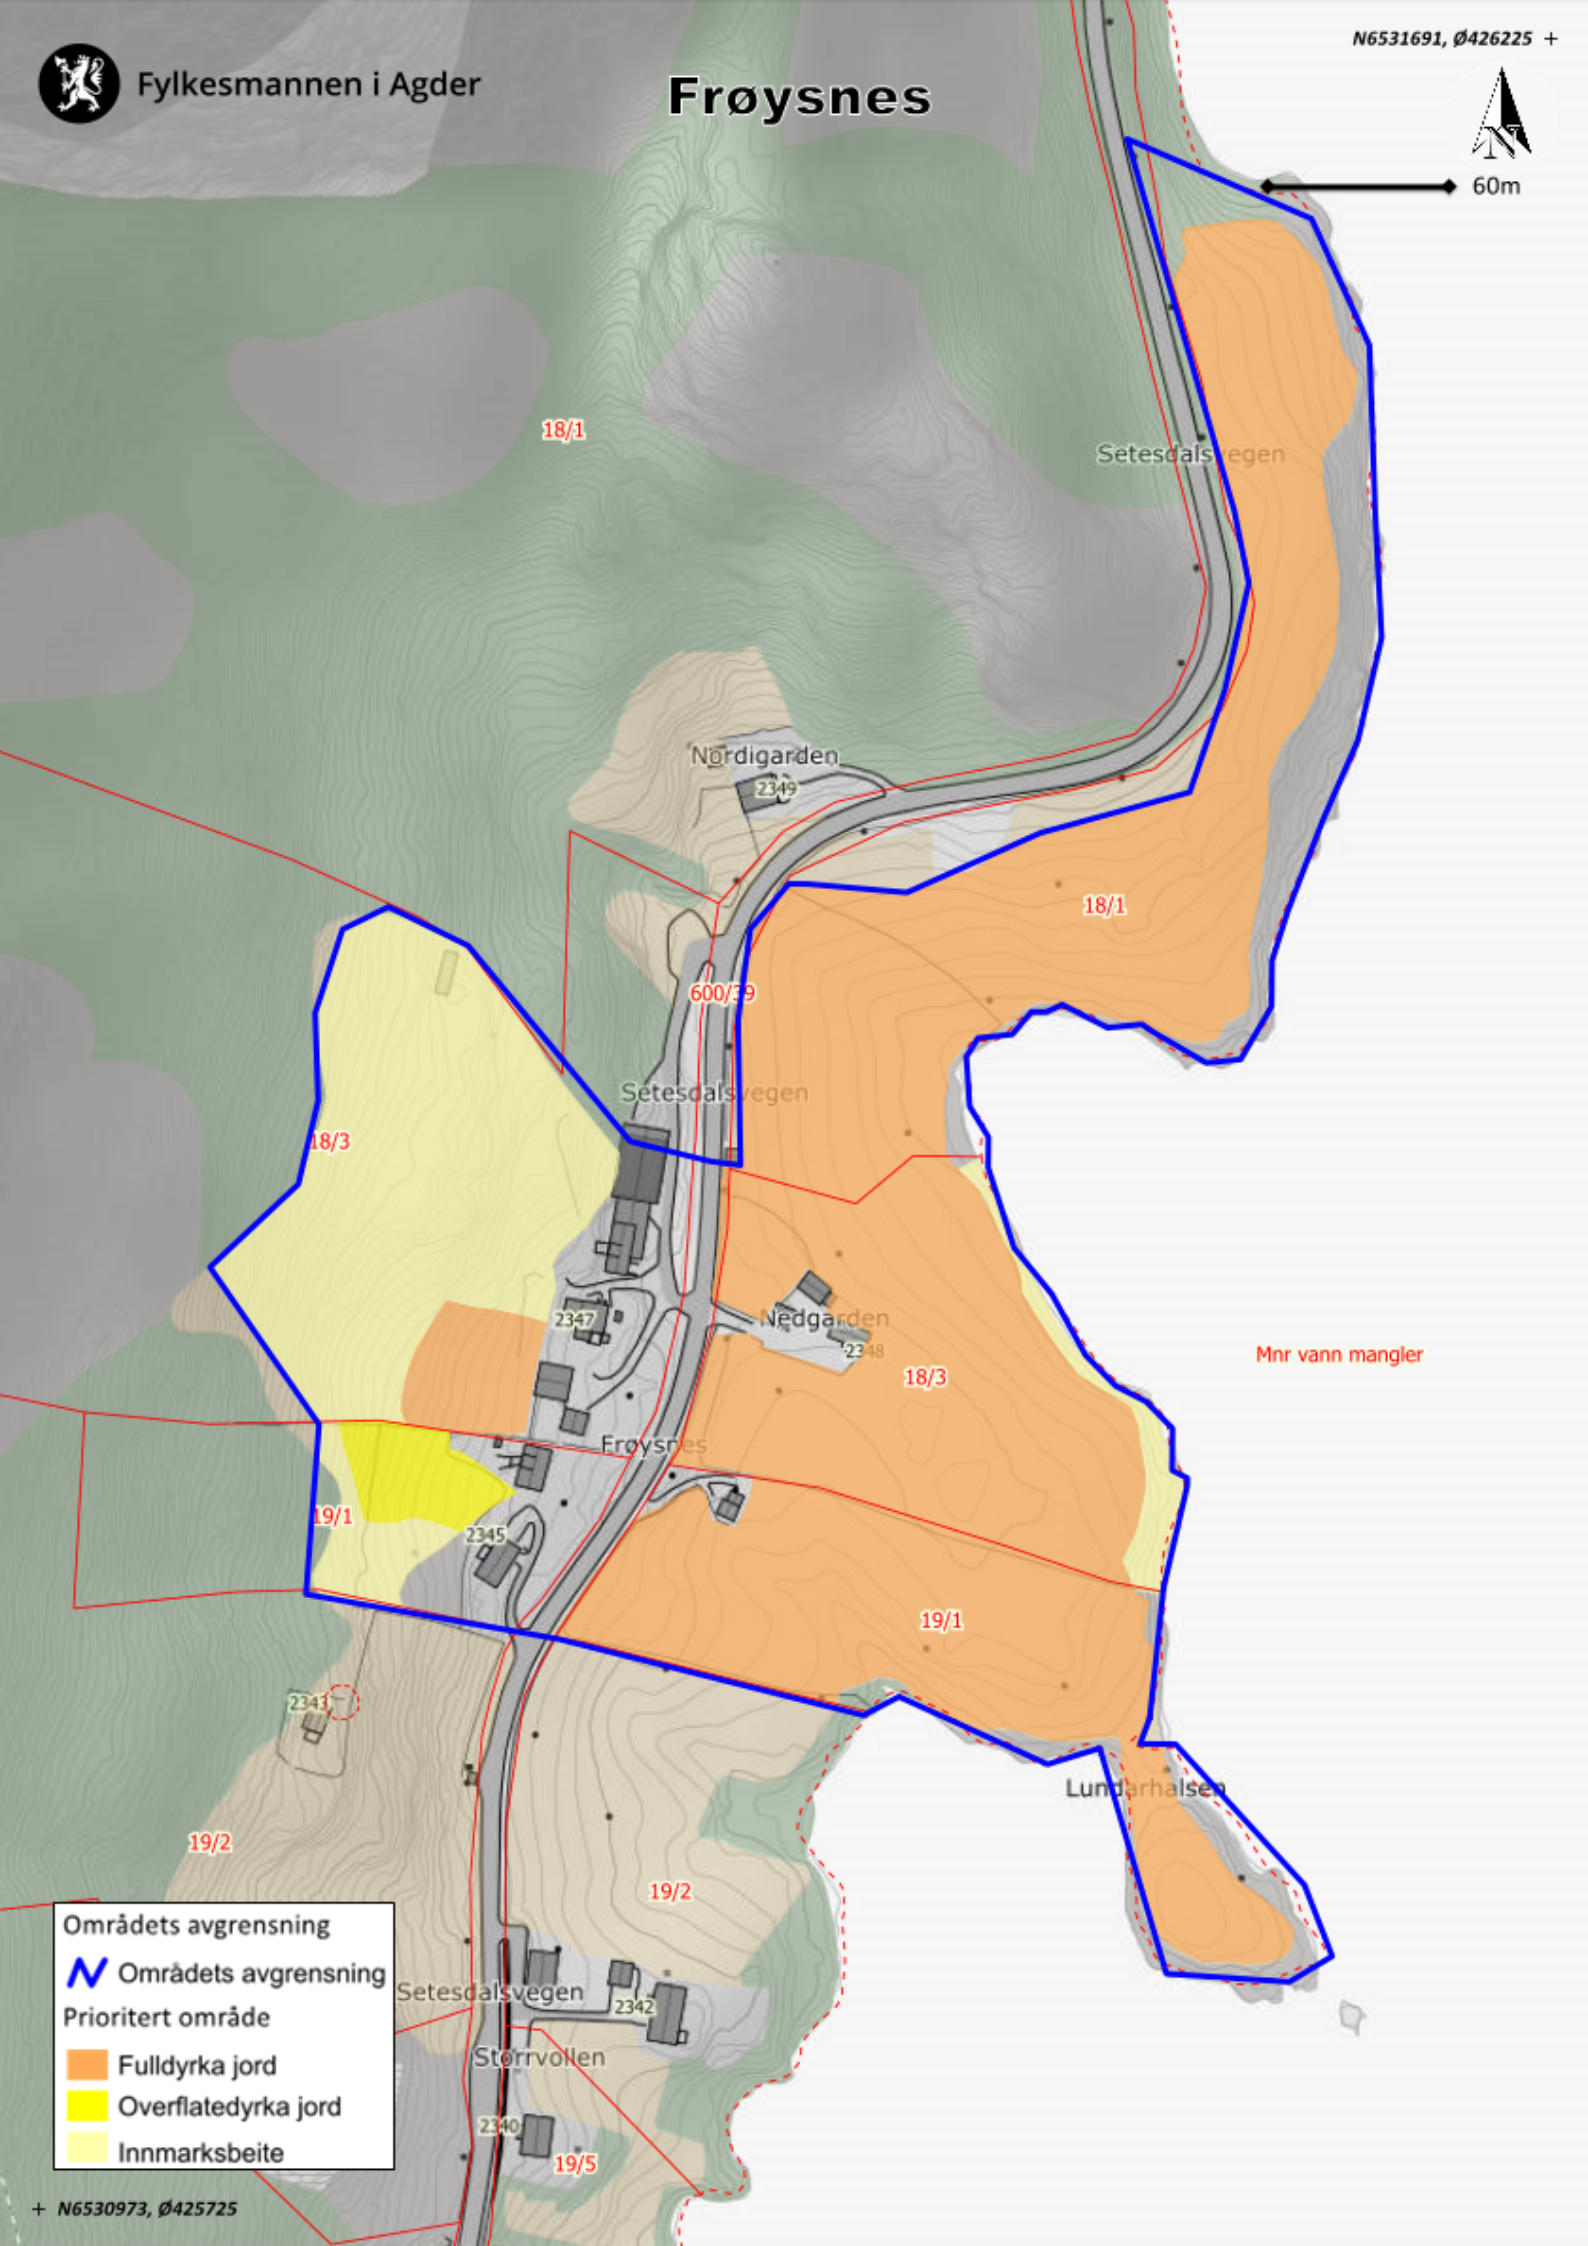 N6531691, Ø426225 +
Fylkesmannen i Agder
Frøysnes
N
60m
18/1
Setesdalsvegen
Nordigarden
2349
18/1
600/39
Setesdalsvegen
18/3
2347
Nedgarden
2348
Mnr vann mangler
18/3
Frøysnes
19/1
2345
19/1
2343
Lundarhalsen
19/2
19/2
Områdets avgrensning
Områdets avgrensning
Prioritert område
Fulldyrka jord
Overflatedyrka jord
Innmarksbeite
Setesdalsvegen
2342
Storrvollen
2340
19/5
+ N6530973, Ø425725